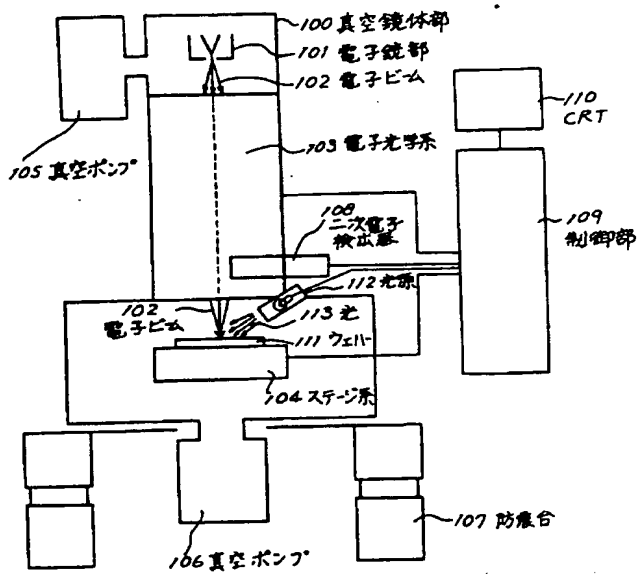 100 真空鏡体部
101 電子鏡部
102 電子ビーム
110
CRT
103 電子光学系
105 真空ポンプ
108
二次電子
検出器
109
制御部
112 光源
102
電子ビーム
113 光
111 ウェハー
104 ステージ系
107 防震台
106 真空ポンプ